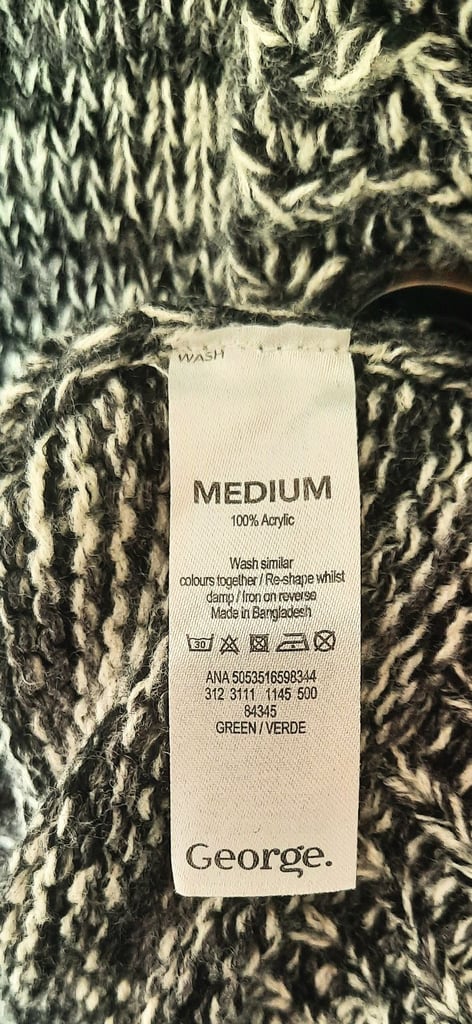 WASH
MEDIUM
100% Acrylic
Wash similar
colours together / Re-shape whilst
damp / Iron on reverse
Made in Bangladesh
30
ANA 5053516598344
312 3111 1145 500
84345
GREEN / VERDE
George.